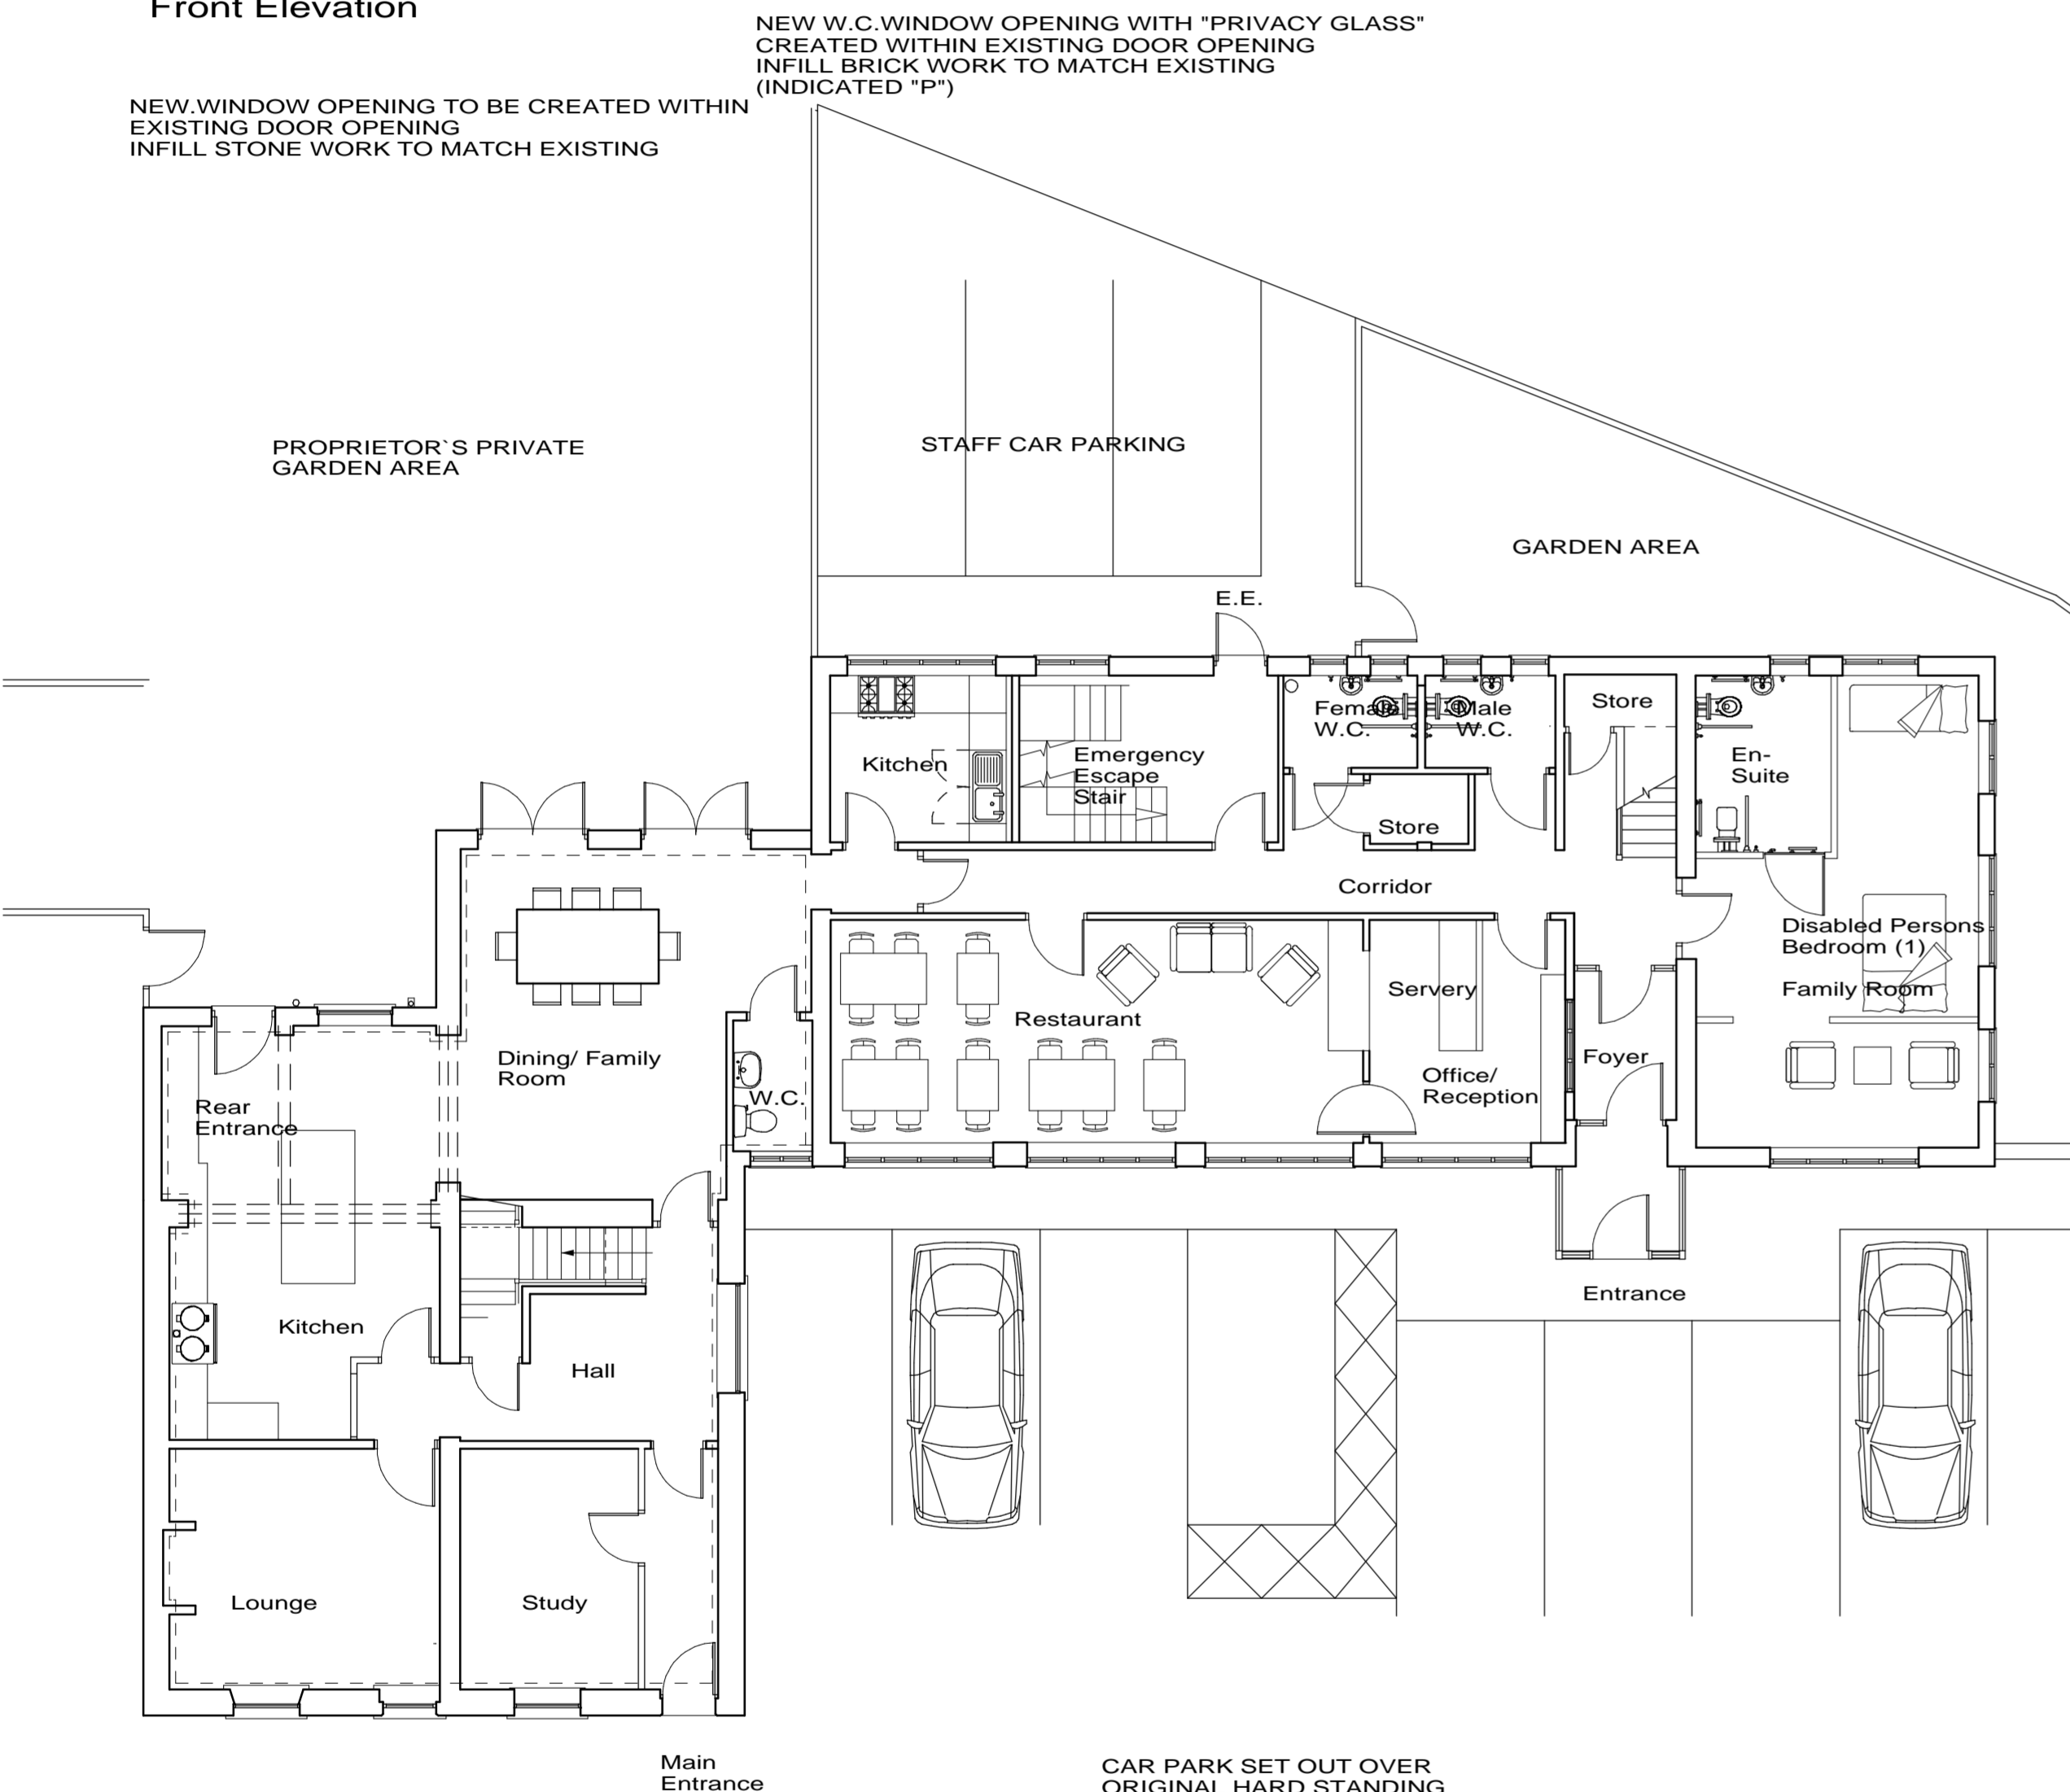 Front Elevation
NEW W.C.WINDOW OPENING WITH "PRIVACY GLASS"
CREATED WITHIN EXISTING DOOR OPENING
INFILL BRICK WORK TO MATCH EXISTING
(INDICATED "P")
NEW.WINDOW OPENING TO BE CREATED WITHIN
EXISTING DOOR OPENING
INFILL STONE WORK TO MATCH EXISTING
PROPRIETOR`S PRIVATE
GARDEN AREA
STAFF CAR PARKING
GARDEN AREA
E.E.
Kitchen
Emergency
Escape
Stair
Female
W.C.
Male
W.C.
Store
En-
Suite
Store
Corridor
Disabled Persons
Bedroom (1)
Family Room
Servery
Restaurant
Office/
Reception
Foyer
Dining/ Family
Room
W.C.
Rear
Entrance
Entrance
Kitchen
Hall
Lounge
Study
Main
Entrance
CAR PARK SET OUT OVER
ORIGINAL HARD STANDING